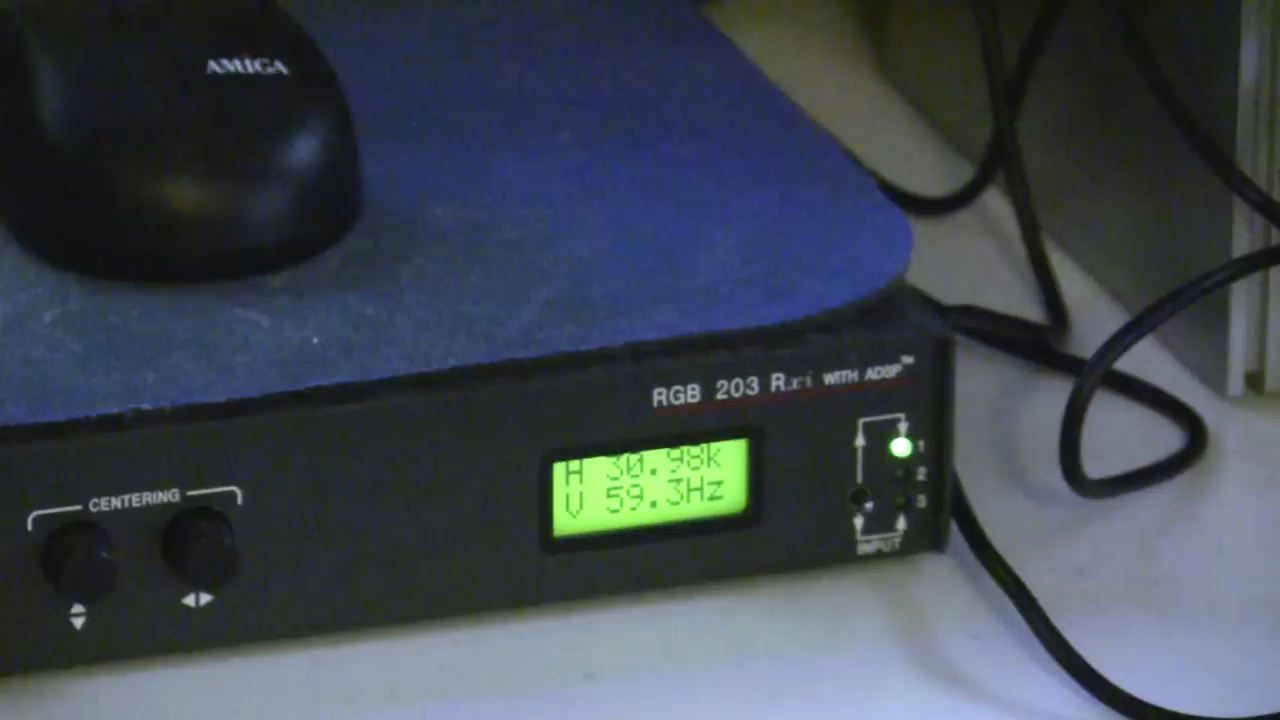 AMIGA
RGB 203 Rxi WITH ADSP™
H 30.98k
V 59.3Hz
CENTERING
1
2
3
INPUT